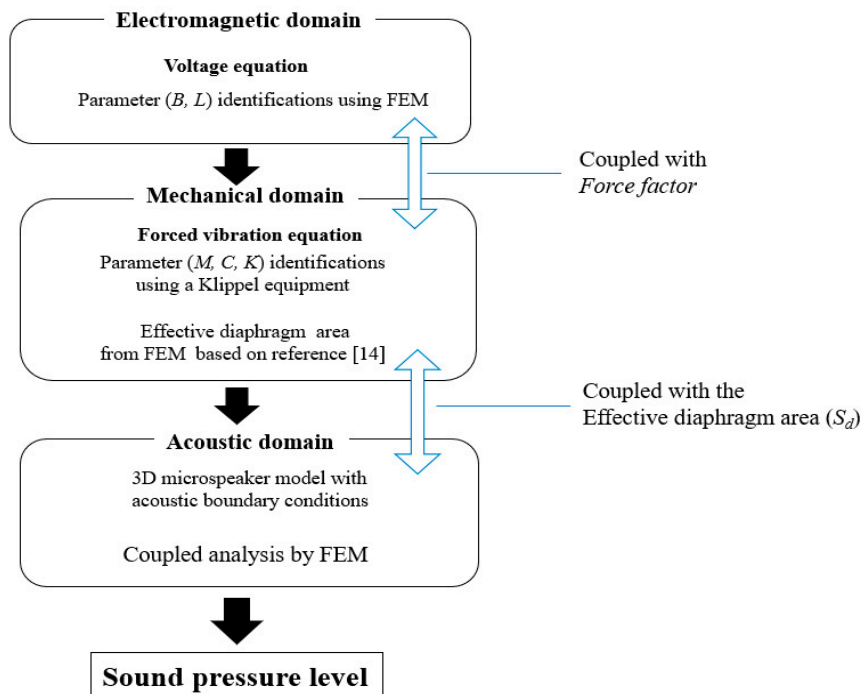 Electromagnetic domain
Voltage equation
Parameter (B, L) identifications using FEM
Coupled with
Force factor
Mechanical domain
Forced vibration equation
Parameter (M, C, K) identifications
using a Klippel equipment
Effective diaphragm area
from FEM based on reference [14]
Coupled with the
Effective diaphragm area (S_d)
Acoustic domain
3D microspeaker model with
acoustic boundary conditions
Coupled analysis by FEM
Sound pressure level